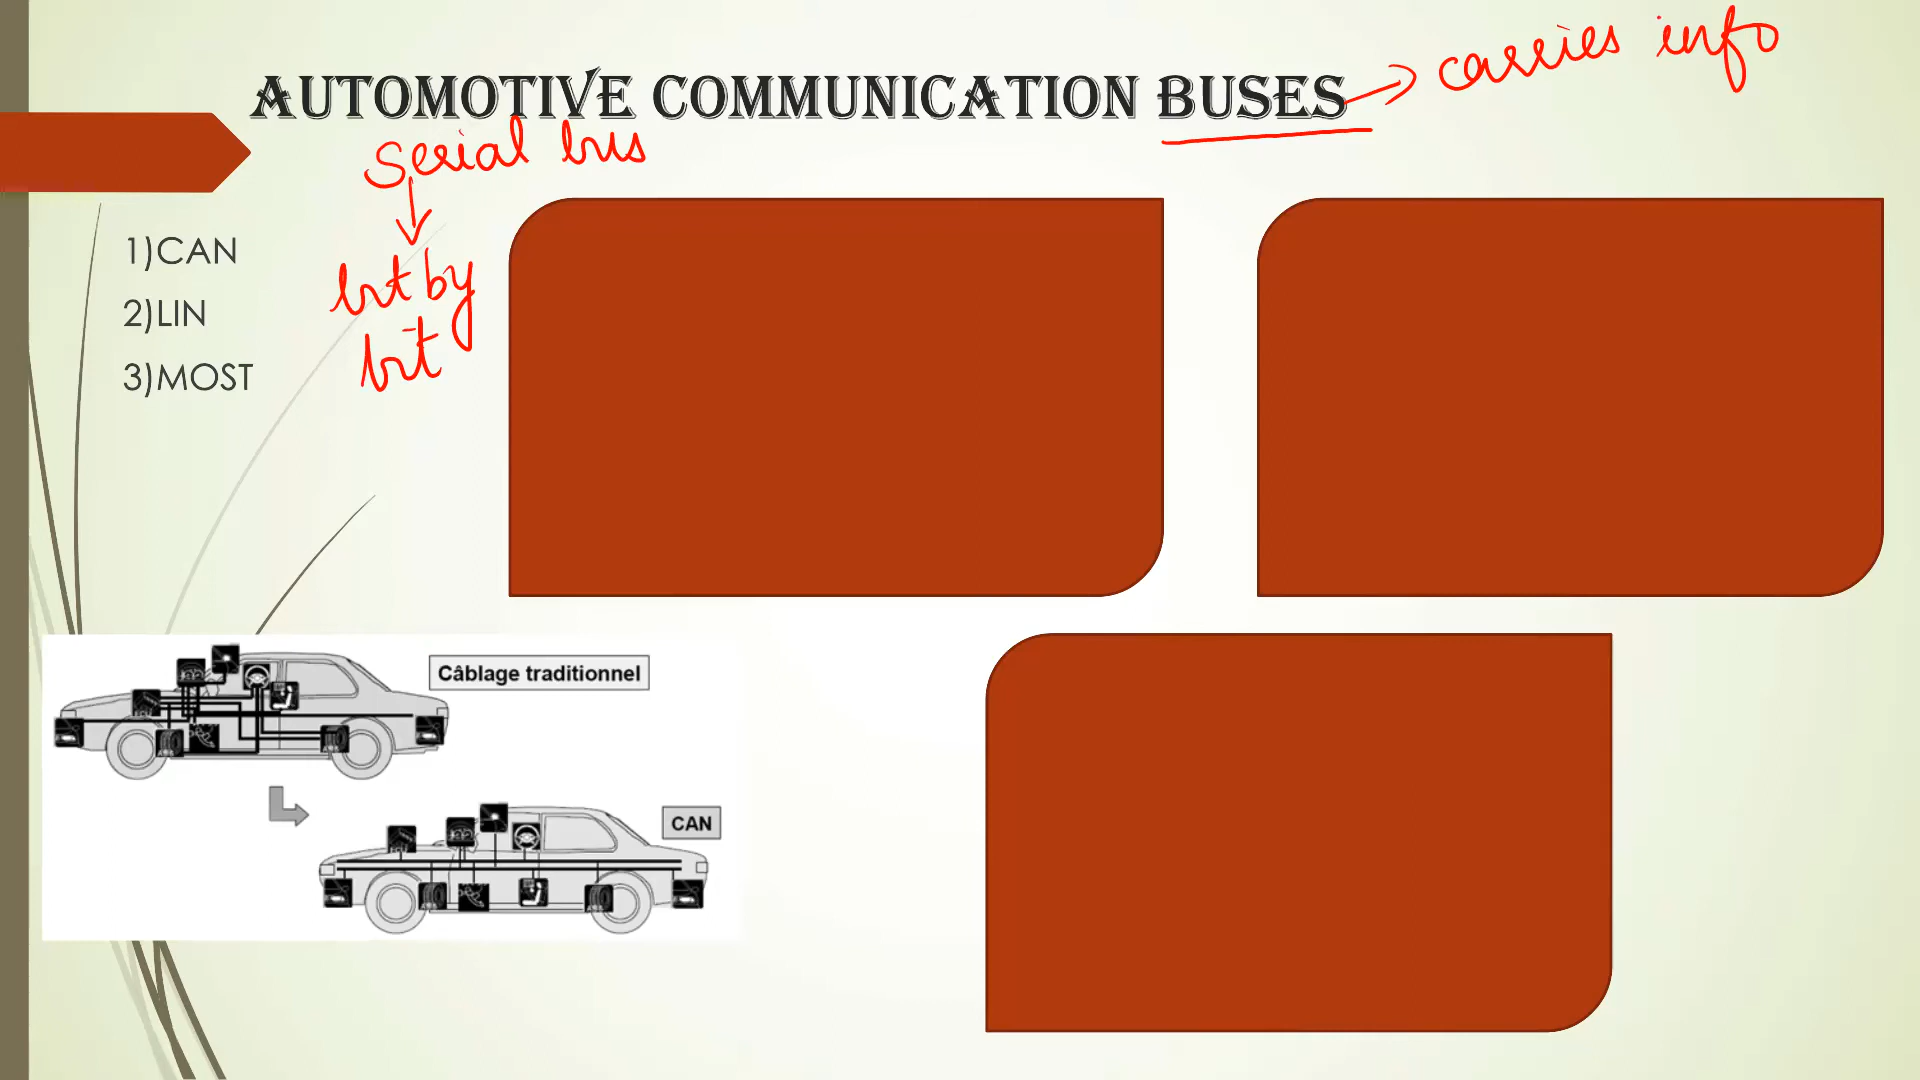 AUTOMOTIVE COMMUNICATION BUSES → carries info
Serial bus
bit by
bit
1)CAN
2)LIN
3)MOST
Câblage traditionnel
CAN